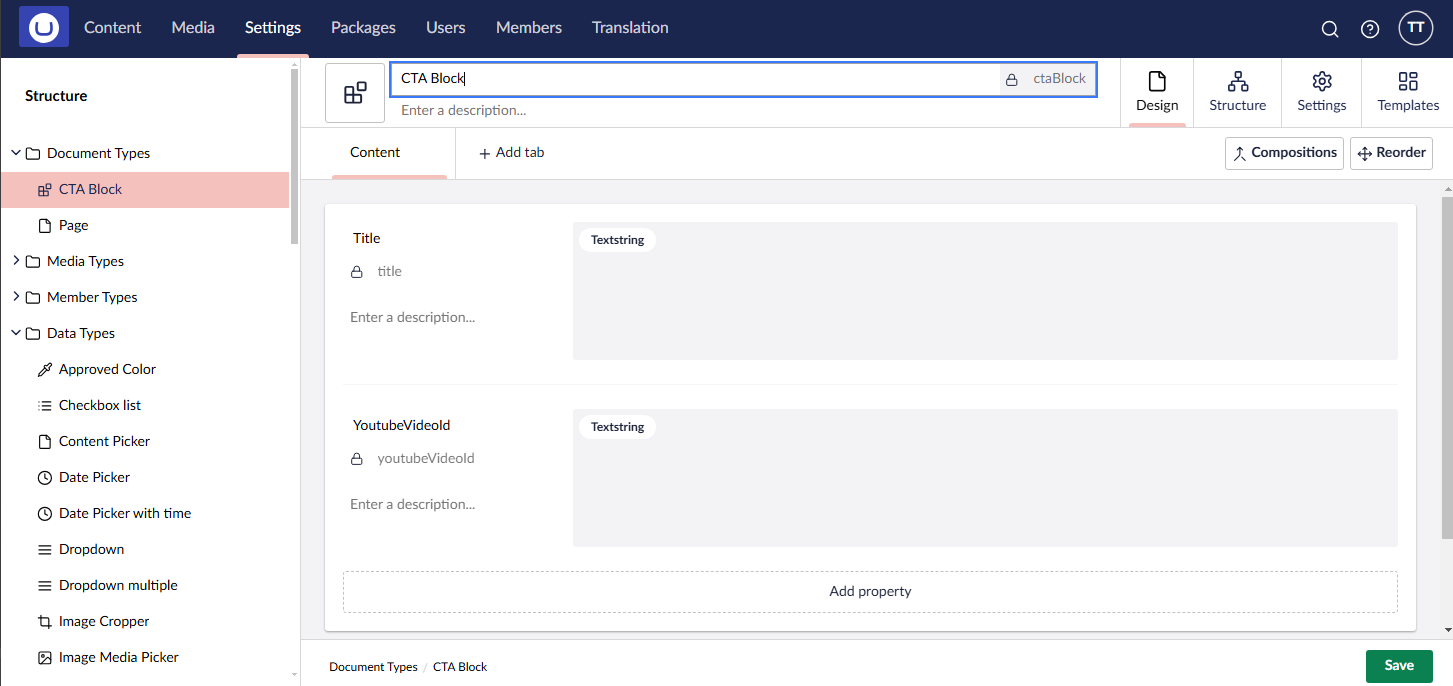 Content Media Settings Packages Users Members Translation TT
Structure
Document Types
CTA Block
Page
Media Types
Member Types
Data Types
Approved Color
Checkbox list
Content Picker
Date Picker
Date Picker with time
Dropdown
Dropdown multiple
Image Cropper
Image Media Picker
CTA Block ctaBlock
Enter a description...
Design Structure Settings Templates
Content + Add tab Compositions Reorder
Title Textstring
title
Enter a description...
YoutubeVideoId Textstring
youtubeVideoId
Enter a description...
Add property
Document Types / CTA Block Save